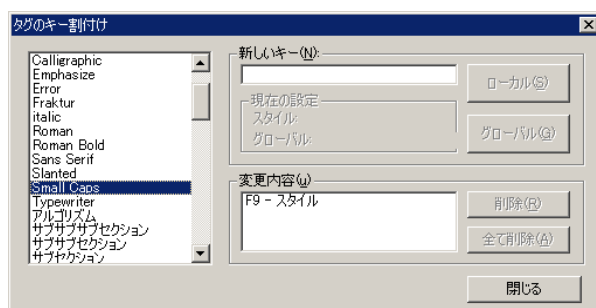 タグのキー割付け
Calligraphic
Emphasize
Error
Fraktur
italic
Roman
Roman Bold
Sans Serif
Slanted
Small Caps
Typewriter
アルゴリズム
サブサブサブセクション
サブサブセクション
サブセクション
新しいキー(N):
現在の設定
スタイル:
グローバル:
ローカル(S)
グローバル(G)
変更内容(u)
F9 - スタイル
削除(R)
全て削除(A)
閉じる